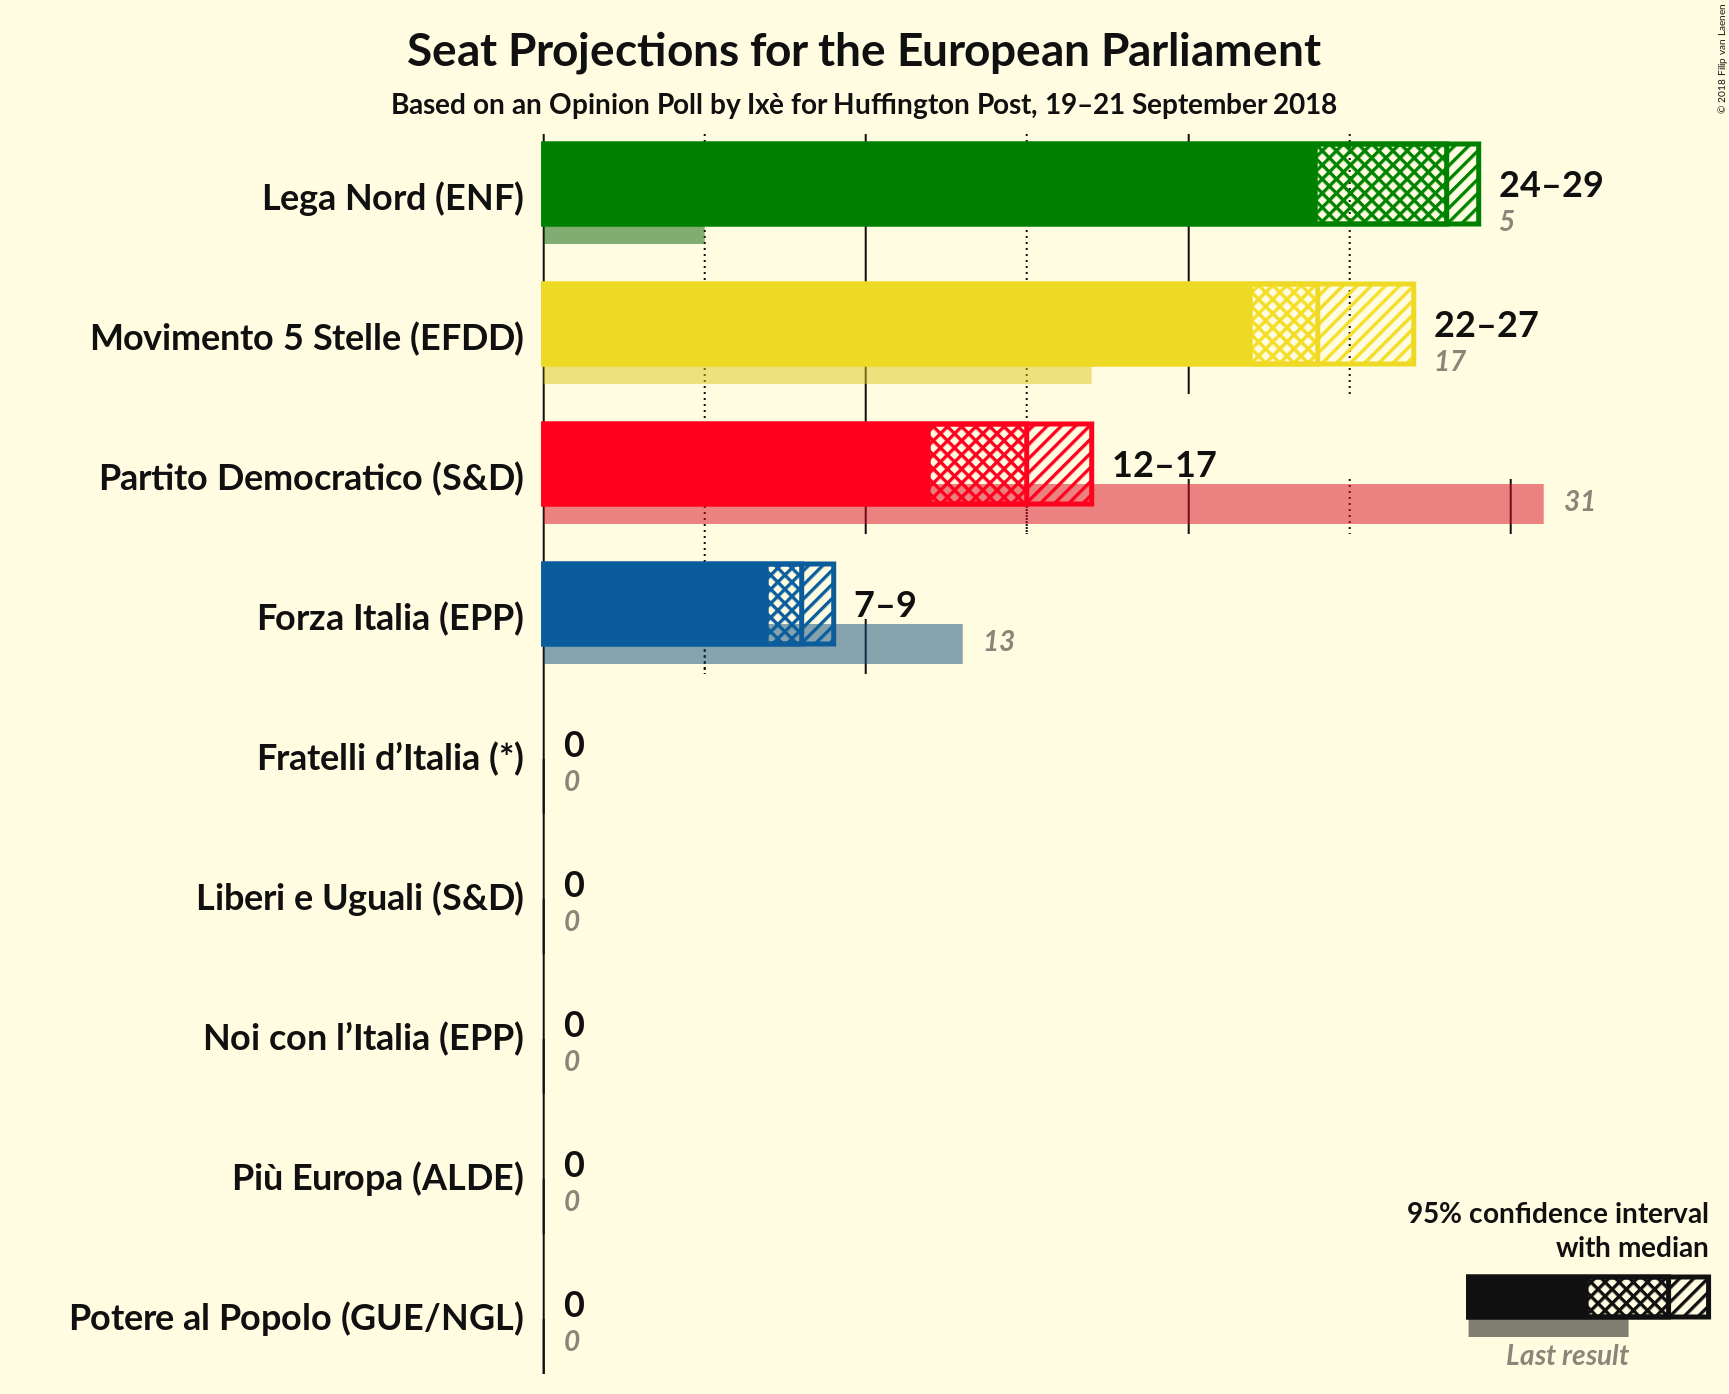 Seat Projections for the European Parliament
Based on an Opinion Poll by Ixè for Huffington Post, 19–21 September 2018
© 2018 Filip van Laenen
Lega Nord (ENF)
24–29
5
Movimento 5 Stelle (EFDD)
22–27
17
Partito Democratico (S&D)
12–17
31
Forza Italia (EPP)
7–9
13
Fratelli d’Italia (*)
0
0
Liberi e Uguali (S&D)
0
0
Noi con l’Italia (EPP)
0
0
Più Europa (ALDE)
0
0
Potere al Popolo (GUE/NGL)
0
0
95% confidence interval
with median
Last result